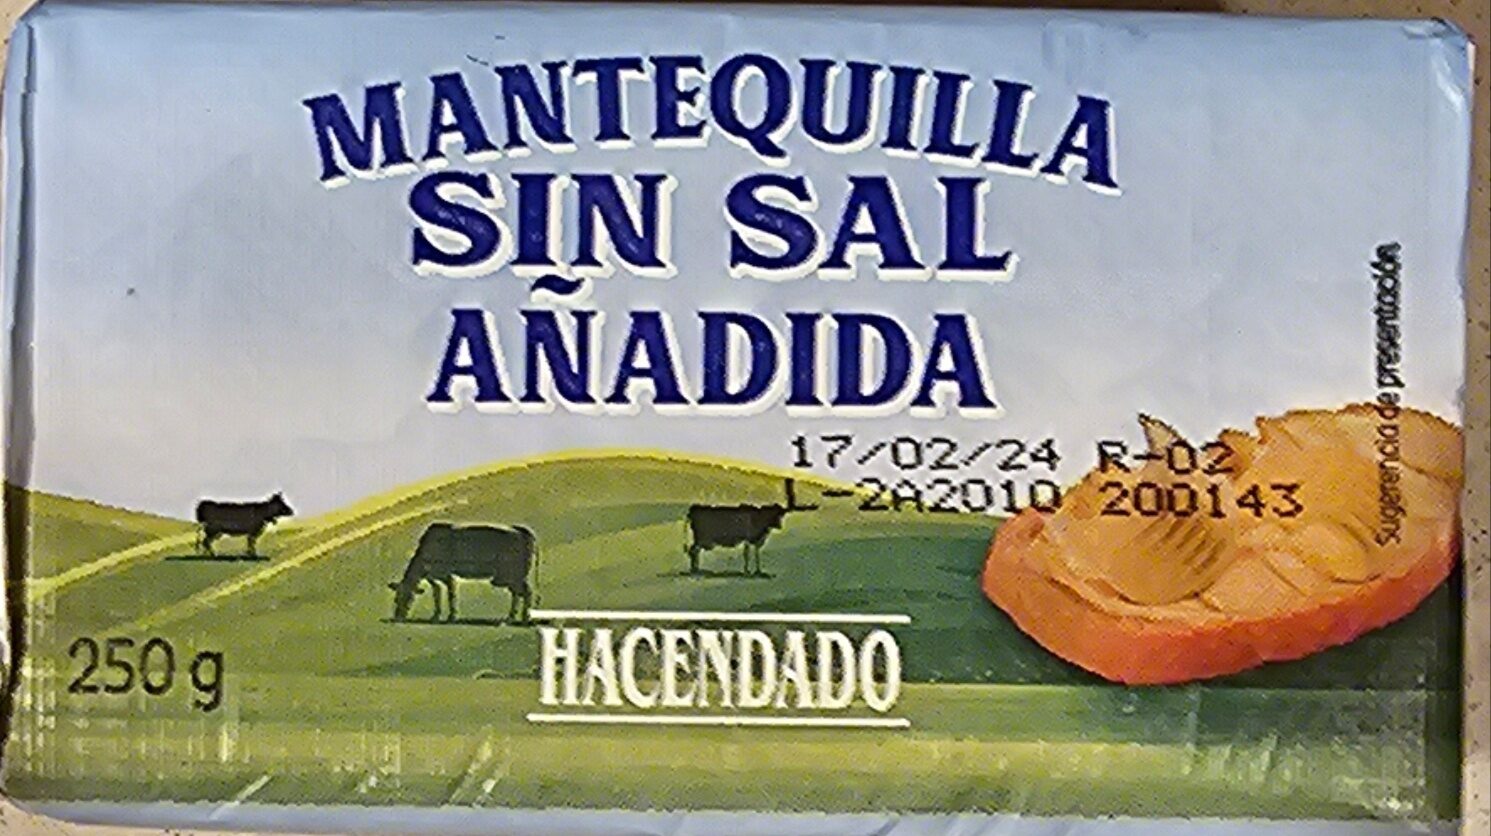 MANTEQUILLA
SIN SAL
AÑADIDA
17/02/24 R-02
L-2A2010 200143
Sugerencia de presentación
250 g
HACENDADO